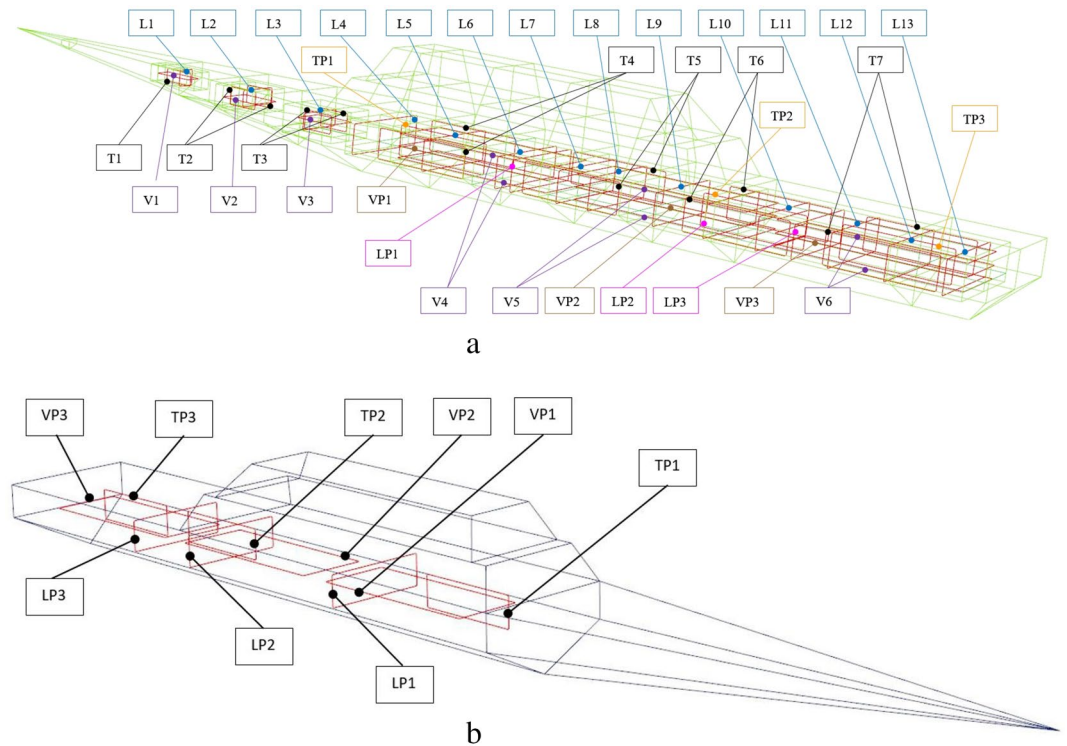 L1 L2 L3 L4 L5 L6 L7 L8 L9 L10 L11 L12 L13
TP1 T4 T5 T6 T7
TP2 TP3
T1 T2 T3
V1 V2 V3 VP1
LP1
V4 V5 VP2 LP2 LP3 VP3 V6
a
VP3 TP3 TP2 VP2 VP1
TP1
LP3
LP2
LP1
b